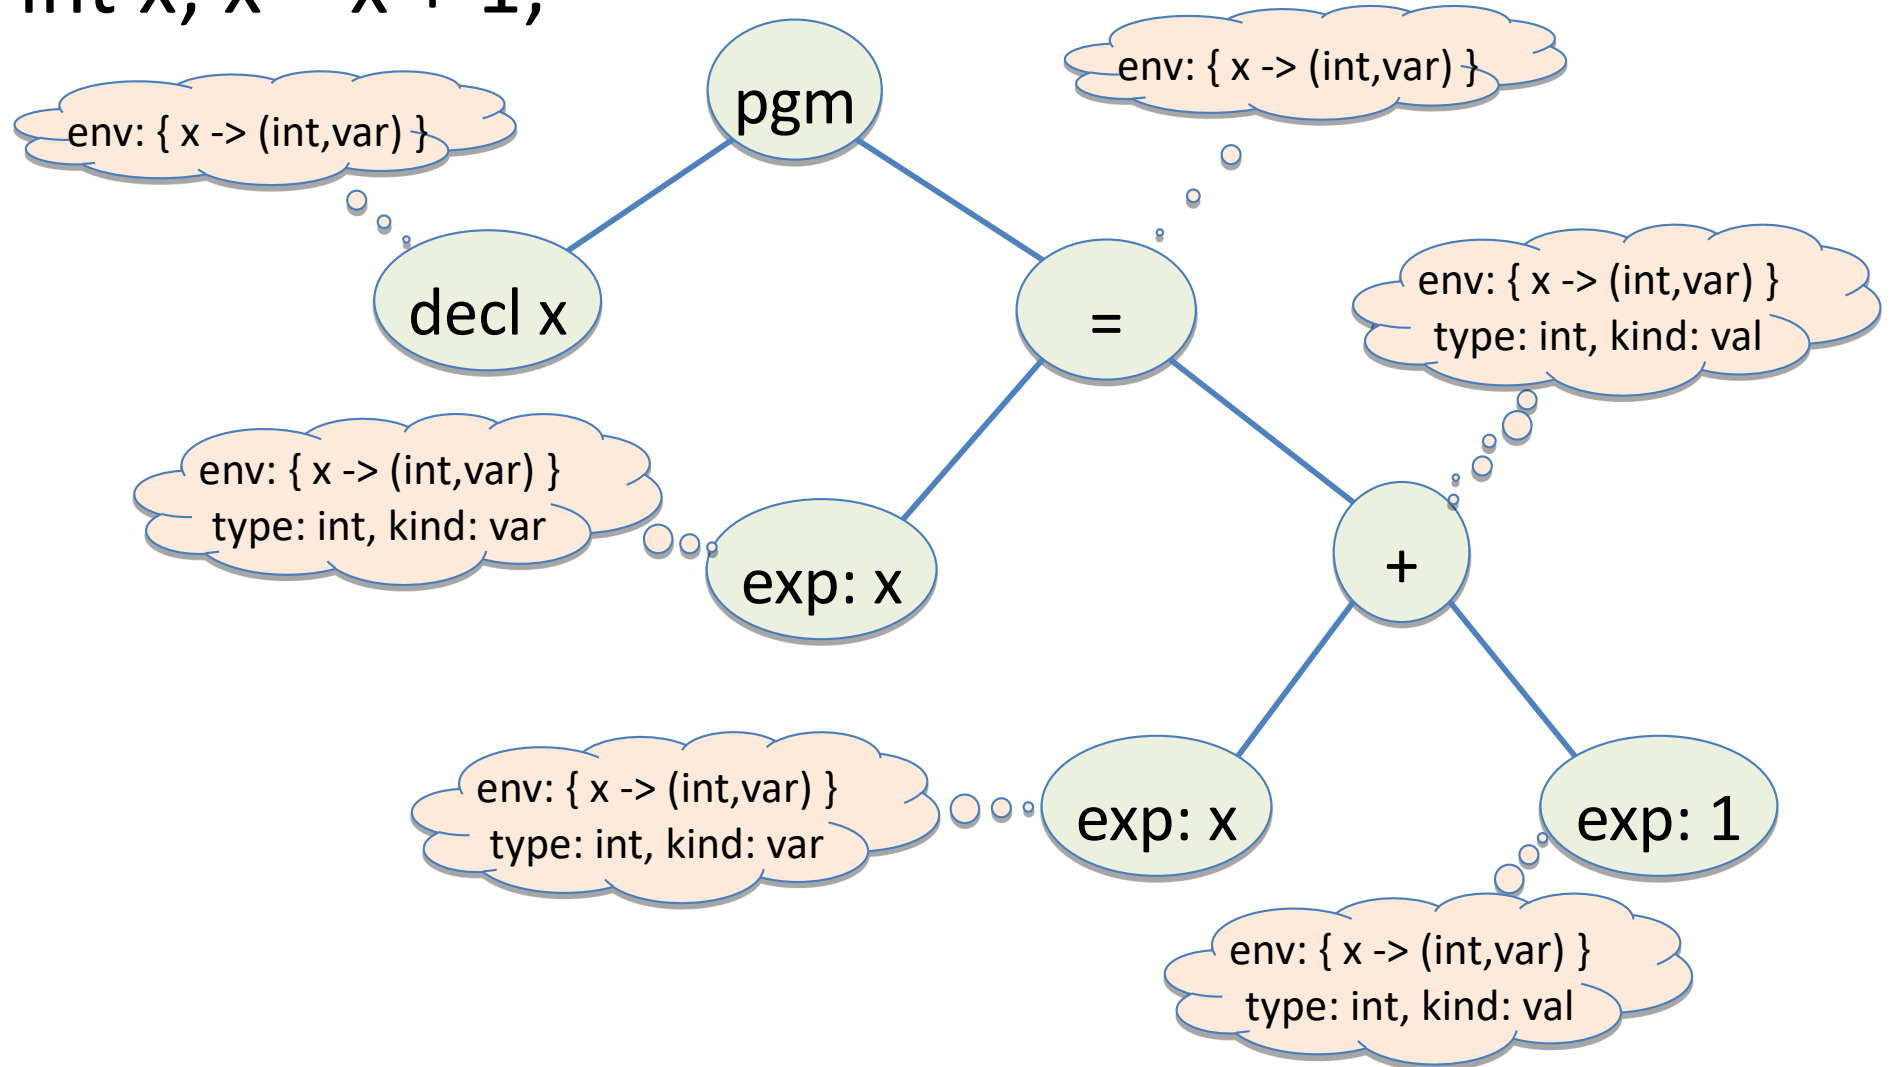 int x; x = x + 1;
pgm
env: { x -> (int,var) }
env: { x -> (int,var) }
decl x
=
env: { x -> (int,var) }
type: int, kind: val
env: { x -> (int,var) }
type: int, kind: var
exp: x
+
env: { x -> (int,var) }
type: int, kind: var
exp: x
exp: 1
env: { x -> (int,var) }
type: int, kind: val